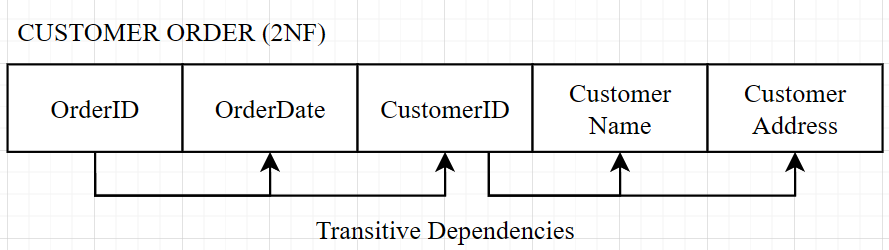 CUSTOMER ORDER (2NF)
OrderID
OrderDate
CustomerID
Customer
Name
Customer
Address
Transitive Dependencies